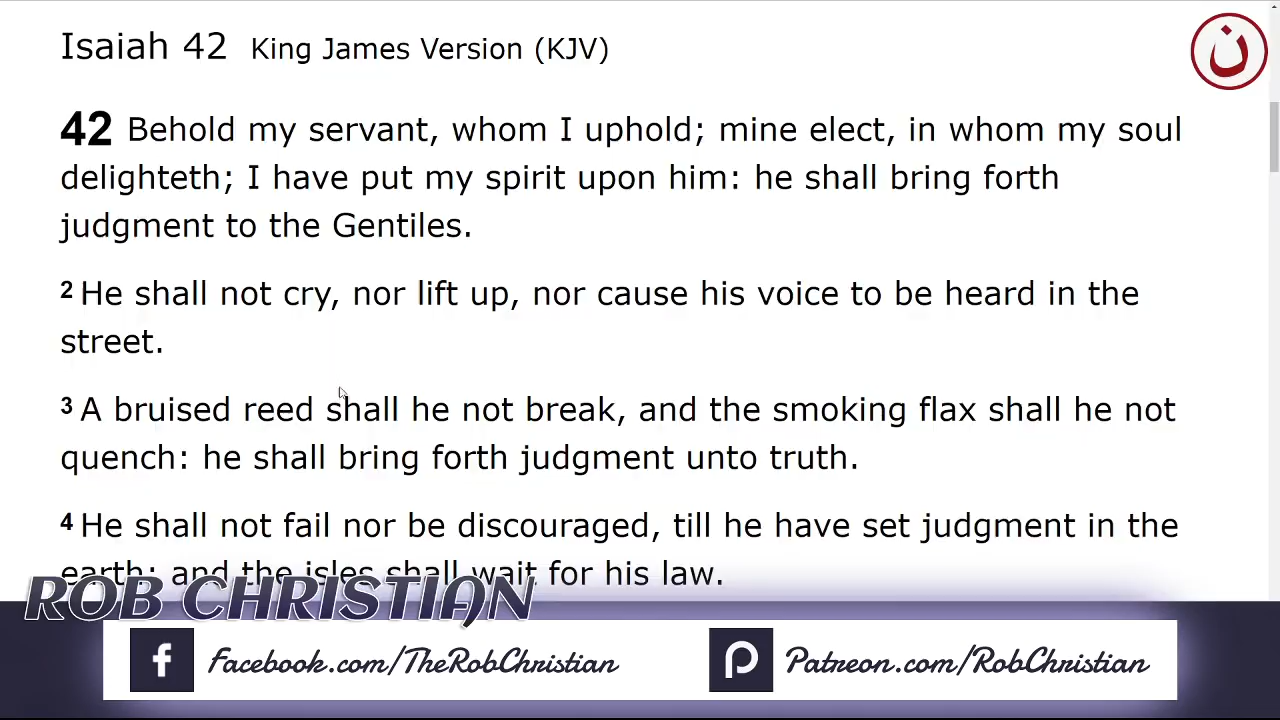 Isaiah 42 King James Version (KJV)
ن
42 Behold my servant, whom I uphold; mine elect, in whom my soul
delighteth; I have put my spirit upon him: he shall bring forth
judgment to the Gentiles.
2 He shall not cry, nor lift up, nor cause his voice to be heard in the
street.
3 A bruised reed shall he not break, and the smoking flax shall he not
quench: he shall bring forth judgment unto truth.
4 He shall not fail nor be discouraged, till he have set judgment in the
earth: and the isles shall wait for his law.
ROB CHRISTIAN
f Facebook.com/TheRobChristian
Patreon.com/RobChristian